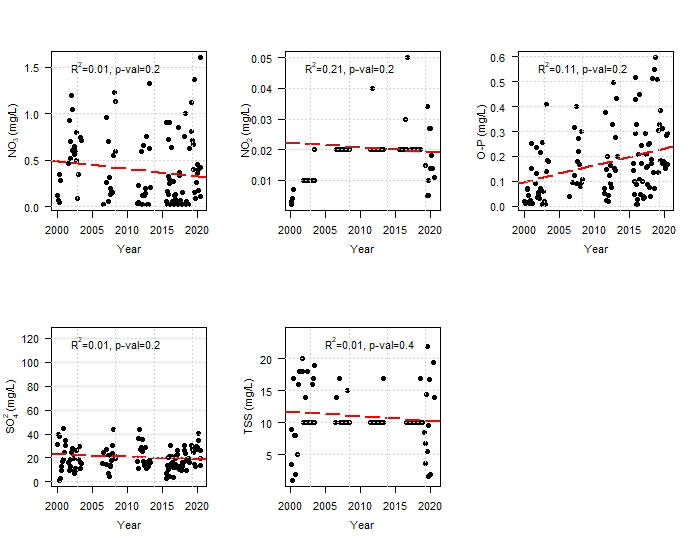 R²=0.01, p-val=0.2
NO₃ (mg/L)
1.5
1.0
0.5
0.0
2000 2005 2010 2015 2020
Year
R²=0.21, p-val=0.2
NO₂ (mg/L)
0.05
0.04
0.03
0.02
0.01
2000 2005 2010 2015 2020
Year
R²=0.11, p-val=0.2
O-P (mg/L)
0.6
0.5
0.4
0.3
0.2
0.1
0.0
2000 2005 2010 2015 2020
Year
R²=0.01, p-val=0.2
SO₄² (mg/L)
120
100
80
60
40
20
0
2000 2005 2010 2015 2020
Year
R²=0.01, p-val=0.4
TSS (mg/L)
20
15
10
5
2000 2005 2010 2015 2020
Year